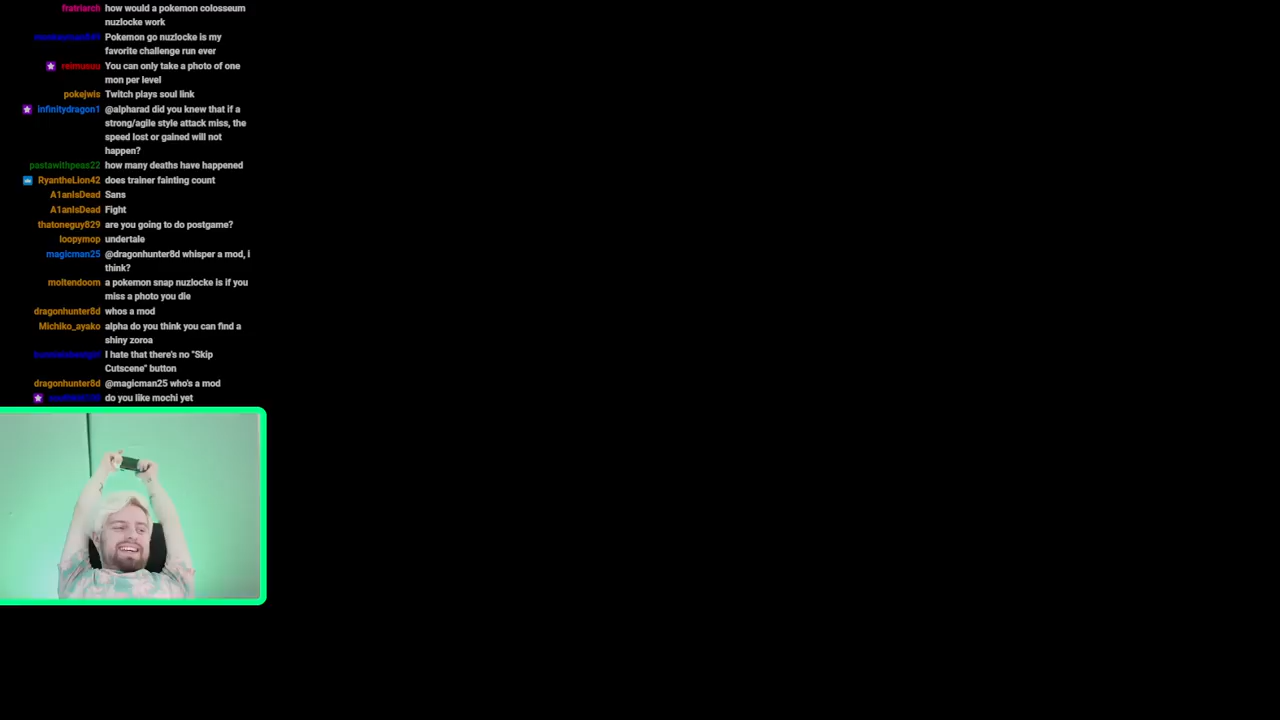 fratriarch how would a pokemon colosseum
nuzlocke work
Pokemon go nuzlocke is my
favorite challenge run ever
reimusuu You can only take a photo of one
mon per level
pokejwis Twitch plays soul link
infinitydragon1 @alpharad did you knew that if a
strong/agile style attack miss, the
speed lost or gained will not
happen?
pastawithpeas22 how many deaths have happened
RyantheLion42 does trainer fainting count
A1anIsDead Sans
A1anIsDead Fight
thatoneguy829 are you going to do postgame?
loopymop undertale
magicman25 @dragonhunter8d whisper a mod, i
think?
moltendoom a pokemon snap nuzlocke is if you
miss a photo you die
dragonhunter8d whos a mod
Michiko_ayako alpha do you think you can find a
shiny zoroa
I hate that there's no "Skip
Cutscene" button
dragonhunter8d @magicman25 who's a mod
do you like mochi yet